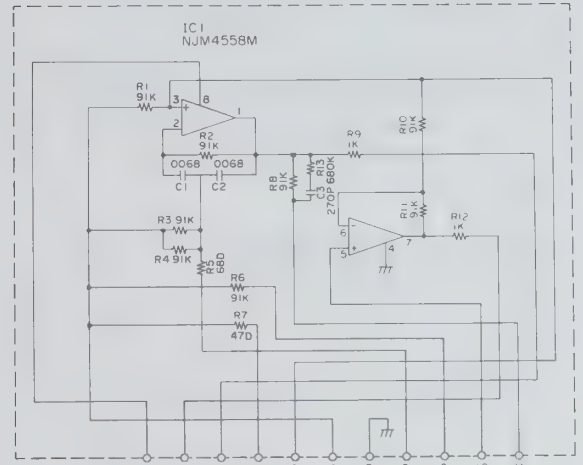 IC1
NJM4558M
R1
91K
3
+
8
1
2
R2
91K
0068
0068
C1
C2
R10
91K
R9
1K
R8
91K
R13
680K
C3
270P
R11
91K
R12
1K
6
-
7
5
+
4
R3 91K
R4 91K
R5
68D
R6
91K
R7
47D